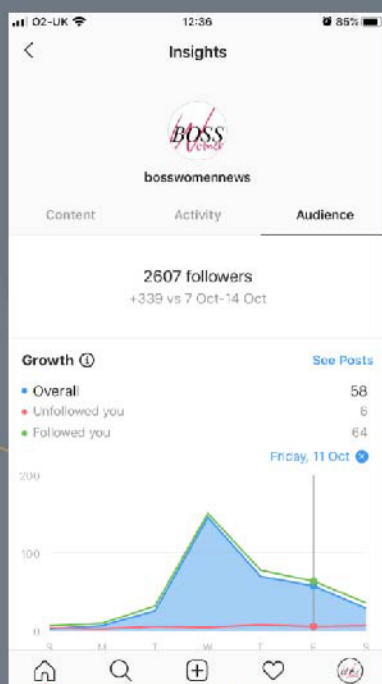 O2-UK 12:36 85%
Insights
BOSS
Women
bosswomennews
Content Activity Audience
2607 followers
+339 vs 7 Oct-14 Oct
Growth See Posts
Overall 58
Unfollowed you 6
Followed you 64
Friday, 11 Oct
200
100
0
S M T W T F S